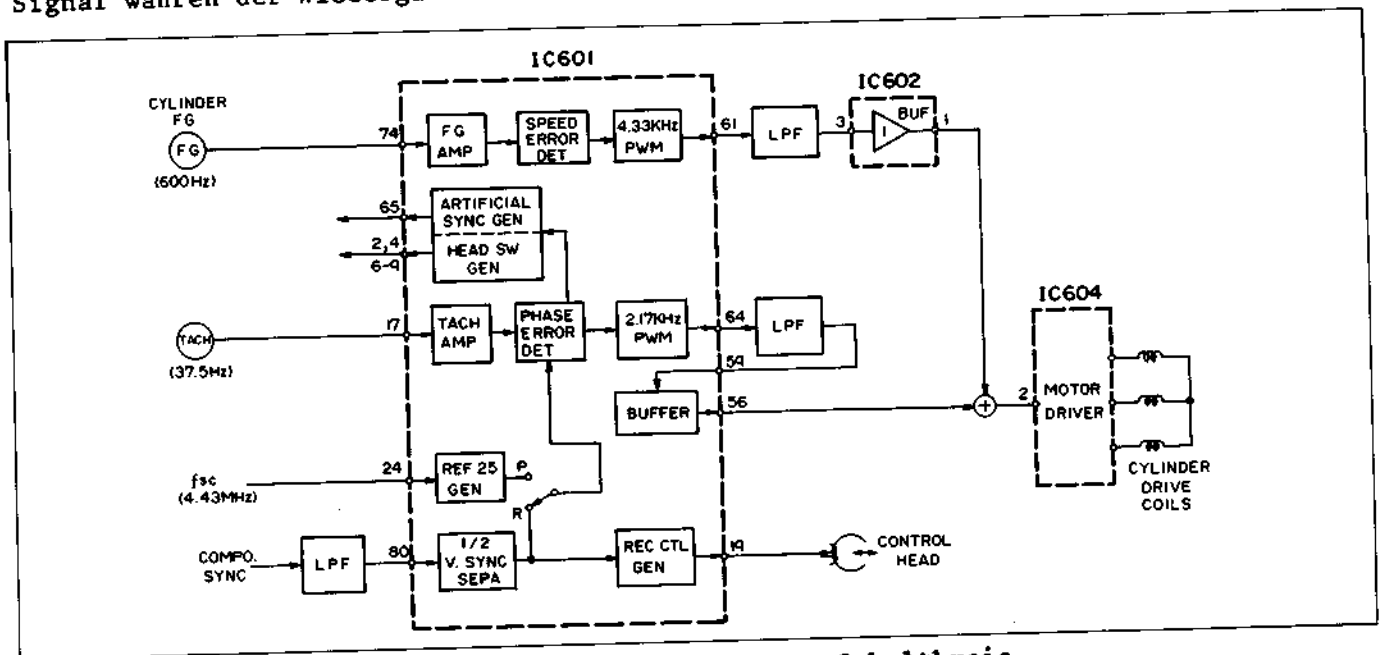 Signal währen der
IC601
IC602
CYLINDER
FG
FG
(600Hz)
74
FG
AMP
SPEED
ERROR
DET
4.33KHz
PWM
61
LPF
3
BUF
1
1
65
ARTIFICIAL
SYNC GEN
2,4
6-9
HEAD SW
GEN
TACH
(37.5Hz)
17
TACH
AMP
PHASE
ERROR
DET
2.17KHz
PWM
64
LPF
59
BUFFER
56
+
IC604
2
MOTOR
DRIVER
CYLINDER
DRIVE
COILS
fsc
(4.43MHz)
24
REF 25
GEN
P
R
COMPO.
SYNC
LPF
80
1/2
V. SYNC
SEPA
REC CTL
GEN
19
CONTROL
HEAD